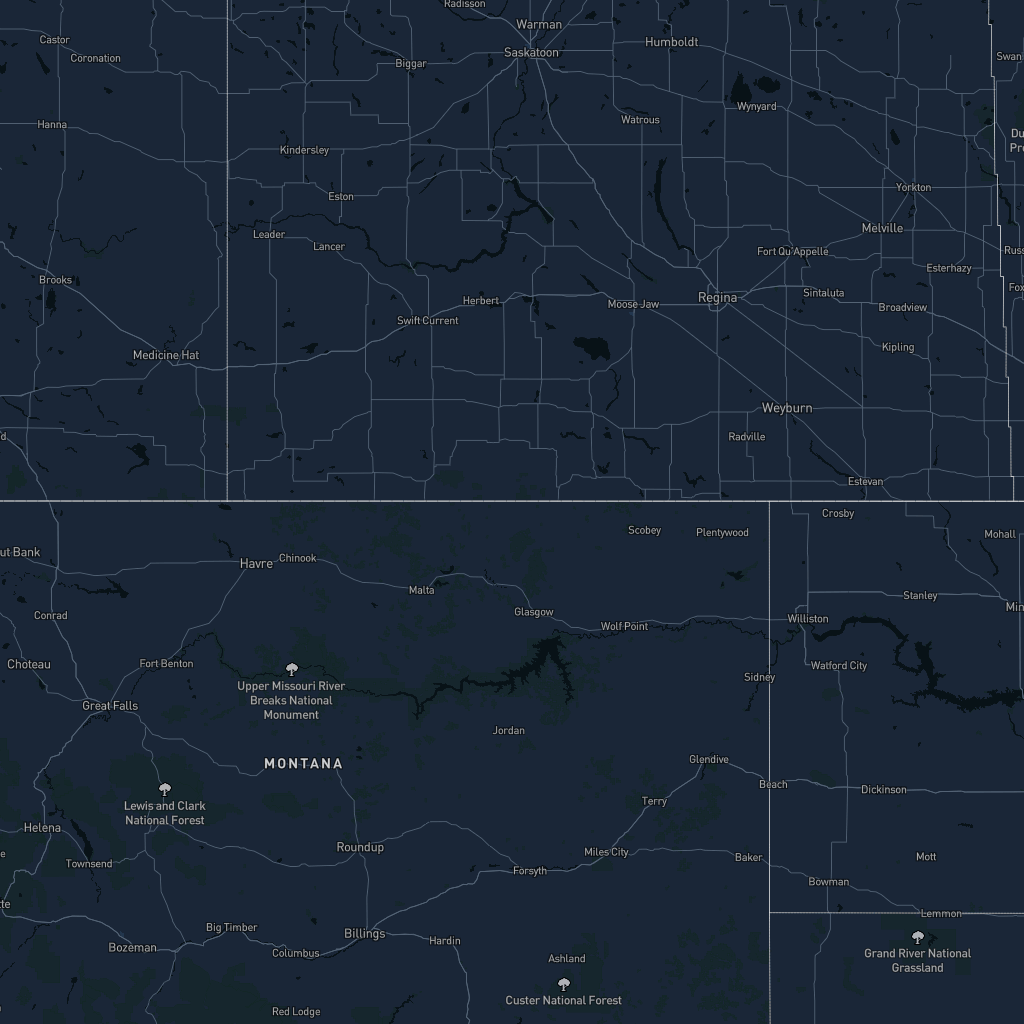 Radisson
Warman
Castor
Coronation
Humboldt
Saskatoon
Biggar
Swan
Wynyard
Hanna
Watrous
Du
Pro
Kindersley
Eston
Yorkton
Leader
Lancer
Melville
Fort Qu'Appelle
Russ
Esterhazy
Brooks
Fox
Sintaluta
Regina
Herbert
Moose Jaw
Broadview
Swift Current
Medicine Hat
Kipling
Weyburn
Radville
d
Estevan
Crosby
Scobey
Plentywood
Mohall
ut Bank
Havre
Chinook
Malta
Stanley
Min
Conrad
Glasgow
Williston
Wolf Point
Choteau
Fort Benton
Watford City
Sidney
Upper Missouri River
Breaks National
Monument
Great Falls
Jordan
MONTANA
Glendive
Beach
Dickinson
Lewis and Clark
National Forest
Terry
Helena
Roundup
Miles City
Baker
Mott
e
Townsend
Forsyth
Bowman
tte
Lemmon
Big Timber
Billings
Hardin
Bozeman
Columbus
Grand River National
Grassland
Ashland
Custer National Forest
Red Lodge